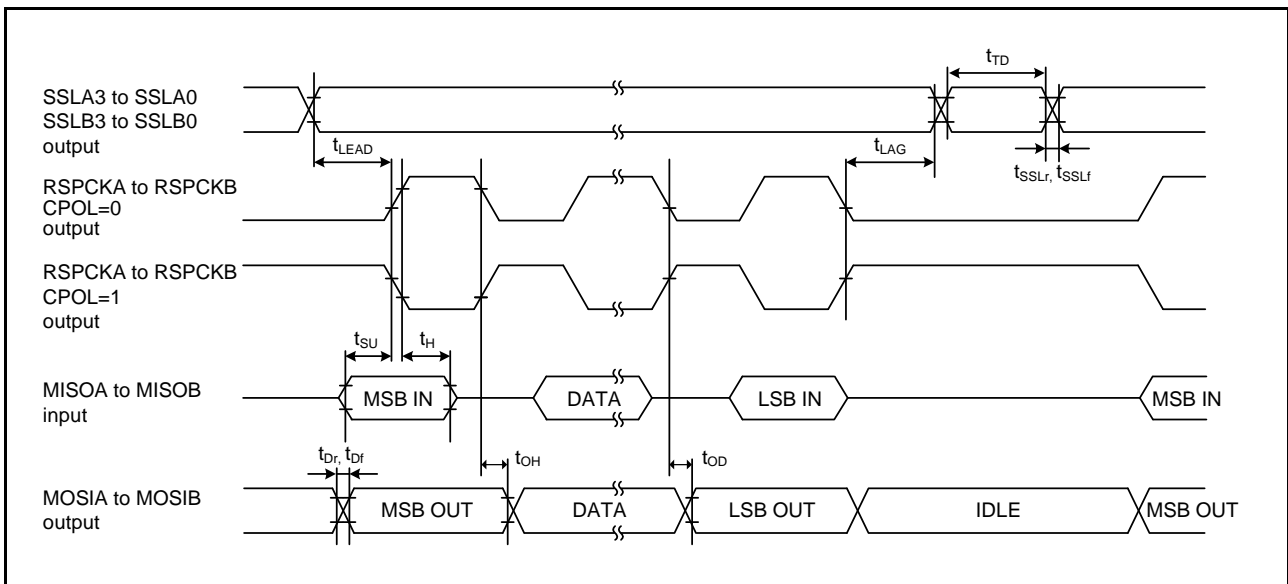 tTD
SSLA3 to SSLA0
SSLB3 to SSLB0
output
tLEAD
tLAG
tSSLr, tSSLf
RSPCKA to RSPCKB
CPOL=0
output
RSPCKA to RSPCKB
CPOL=1
output
tSU
tH
MISOA to MISOB
input
MSB IN
DATA
LSB IN
MSB IN
tDr, tDf
tOH
tOD
MOSIA to MOSIB
output
MSB OUT
DATA
LSB OUT
IDLE
MSB OUT